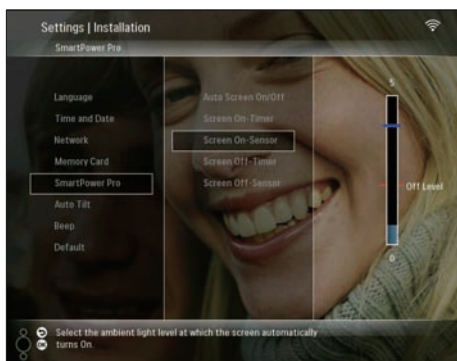 Settings | Installation
SmartPower Pro
Language
Time and Date
Network
Memory Card
SmartPower Pro
Auto Tilt
Beep
Default
Auto Screen On/Off
Screen On-Timer
Screen On-Sensor
Screen Off-Timer
Screen Off-Sensor
5
Off Level
0
OK
Select the ambient light level at which the screen automatically
turns On.